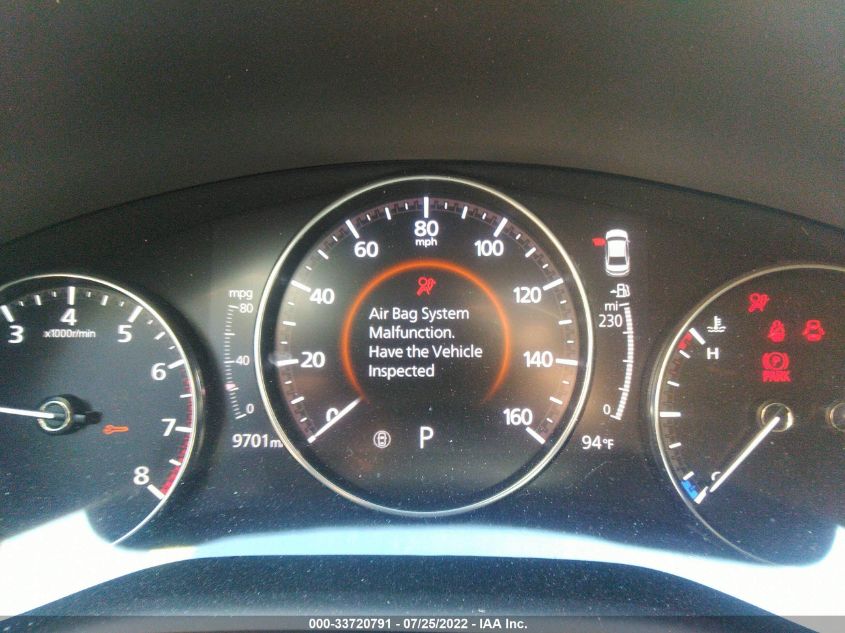 80
mph
60
100
40
120
20
140
0
160
Air Bag System
Malfunction.
Have the Vehicle
Inspected
P
mpg
80
40
0
9701
mi
230
0
94°F
3
4
5
6
7
8
x1000r/min
H
C
PARK
000-33720791 - 07/25/2022 - IAA Inc.